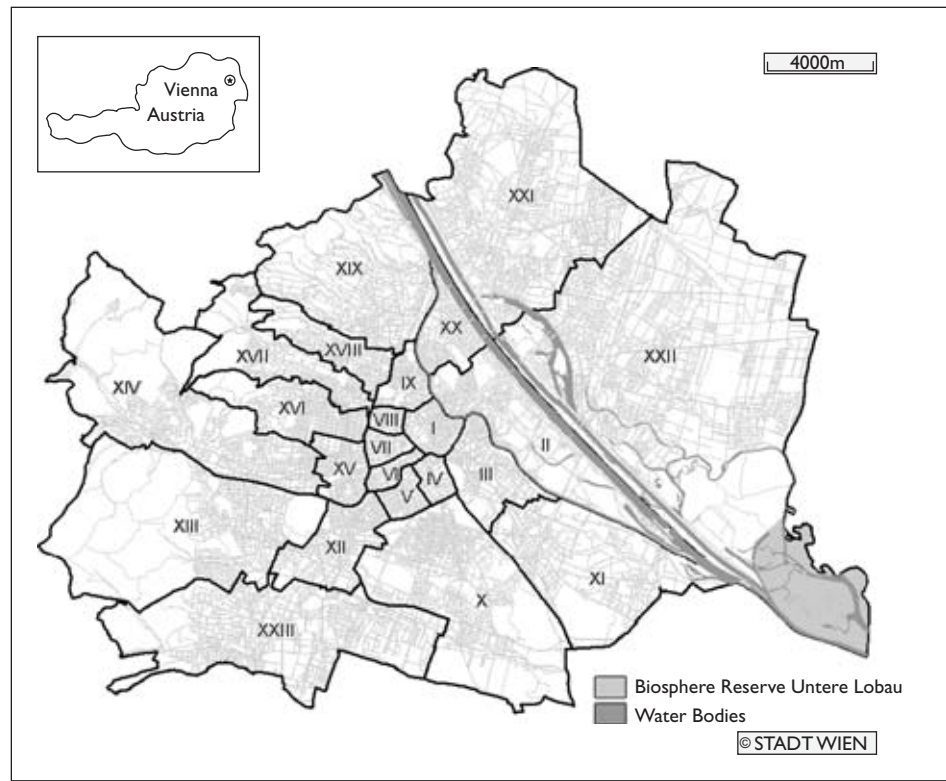 Vienna
Austria
4000m
XXI
XIX
XX
XXII
XVIII
XVII
XIV
IX
XVI
VIII
I
II
VII
XV
VI
IV
III
V
XIII
XII
XI
X
XXIII
Biosphere Reserve Untere Lobau
Water Bodies
© STADT WIEN